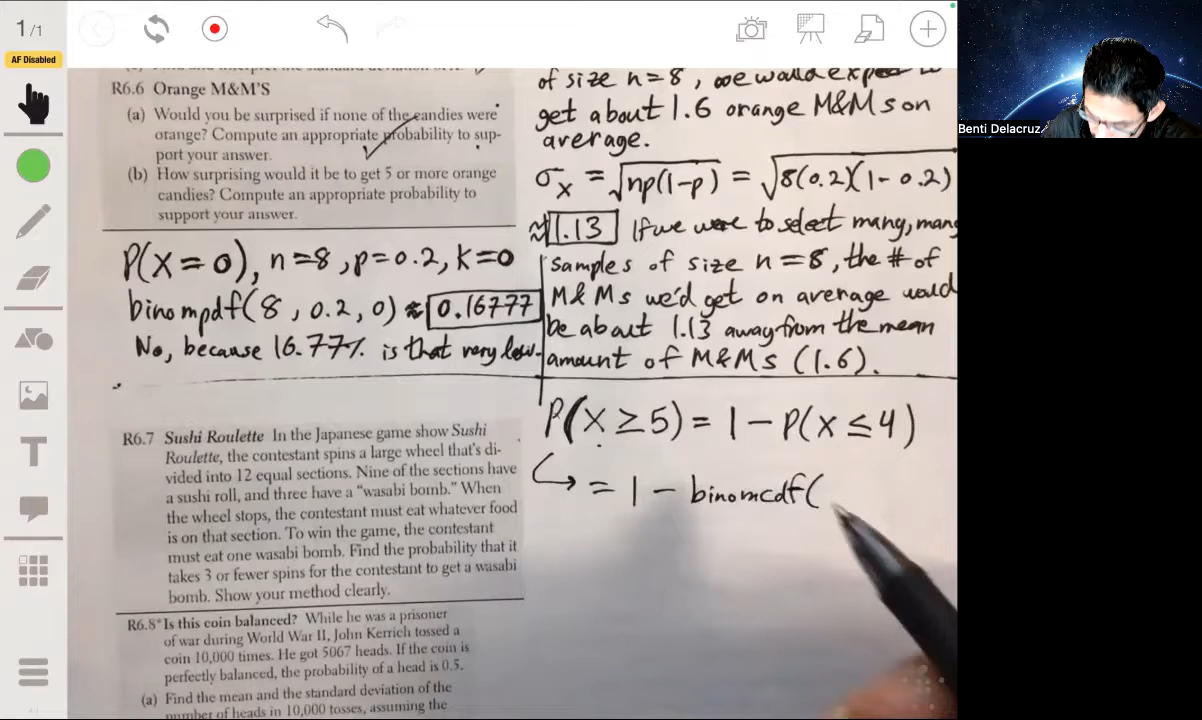 1/1
AF Disabled
T
Benti Delacruz
R6.6 Orange M&M'S
(a) Would you be surprised if none of the candies were
orange? Compute an appropriate probability to sup-
port your answer.
(b) How surprising would it be to get 5 or more orange
candies? Compute an appropriate probability to
support your answer.
P(X=0), n=8, p=0.2, k=0
binompdf(8, 0.2, 0) ≈ 0.16777
No, because 16.77% is that very low.
R6.7 Sushi Roulette In the Japanese game show Sushi
Roulette, the contestant spins a large wheel that's di-
vided into 12 equal sections. Nine of the sections have
a sushi roll, and three have a "wasabi bomb." When
the wheel stops, the contestant must eat whatever food
is on that section. To win the game, the contestant
must eat one wasabi bomb. Find the probability that it
takes 3 or fewer spins for the contestant to get a wasabi
bomb. Show your method clearly.
R6.8* Is this coin balanced? While he was a prisoner
of war during World War II, John Kerrich tossed a
coin 10,000 times. He got 5067 heads. If the coin is
perfectly balanced, the probability of a head is 0.5.
(a) Find the mean and the standard deviation of the
number of heads in 10,000 tosses, assuming the
of size n=8, we would expect to
get about 1.6 orange M&Ms on
average.
σx = √np(1-p) = √8(0.2)(1-0.2)
≈ 1.13 If we were to select many, many
samples of size n=8, the # of
M&Ms we'd get on average would
be about 1.13 away from the mean
amount of M&Ms (1.6).
P(X≥5) = 1-P(X≤4)
= 1 - binomcdf(